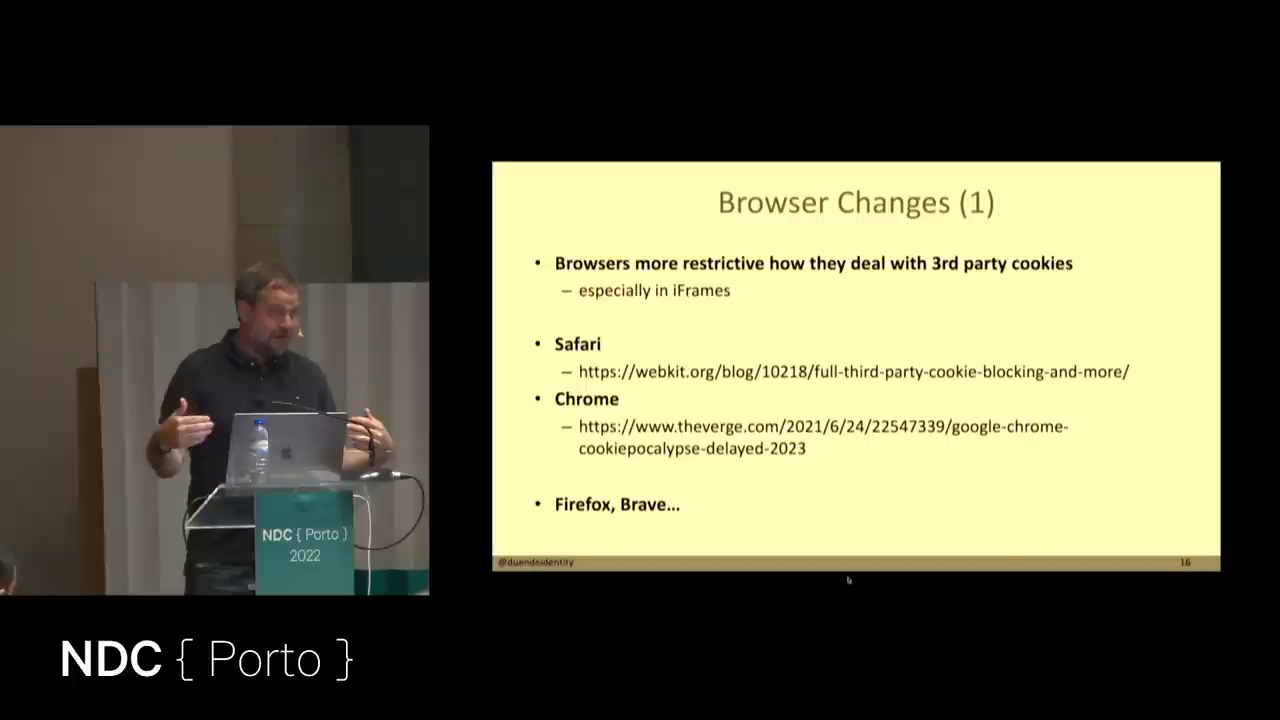 Browser Changes (1)
• Browsers more restrictive how they deal with 3rd party cookies
– especially in iFrames
• Safari
– https://webkit.org/blog/10218/full-third-party-cookie-blocking-and-more/
• Chrome
– https://www.theverge.com/2021/6/24/22547339/google-chrome-
cookiepocalypse-delayed-2023
• Firefox, Brave...
@duendeidentity
16
NDC { Porto }
2022
NDC { Porto }